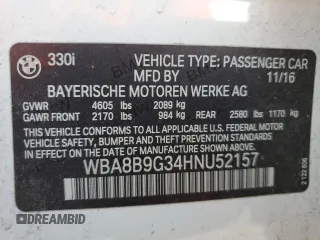 330i VEHICLE TYPE: PASSENGER CAR
MFD BY 11/16
BAYERISCHE MOTOREN WERKE AG
GVWR 4605 lbs 2089 kg
GAWR FRONT 2170 lbs 984 kg REAR 2580 lbs 1170 kg
THIS VEHICLE CONFORMS TO ALL APPLICABLE U.S.
FEDERAL MOTOR VEHICLE SAFETY, BUMPER, AND THEFT
PREVENTION STANDARDS IN EFFECT ON THE DATE OF
MANUFACTURE SHOWN ABOVE.
WBA8B9G34HNU52157